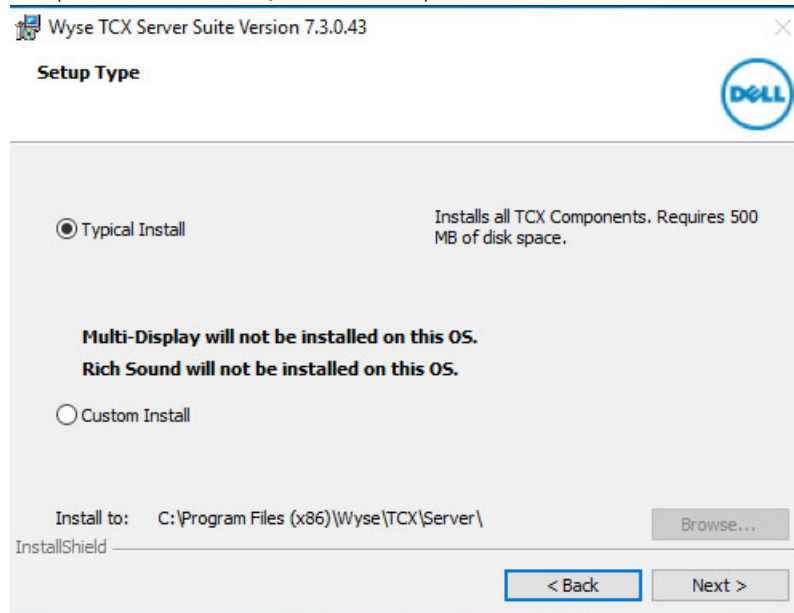 Wyse TCX Server Suite Version 7.3.0.43
Setup Type
DELL
Typical Install
Installs all TCX Components. Requires 500
MB of disk space.
Multi-Display will not be installed on this OS.
Rich Sound will not be installed on this OS.
Custom Install
Install to: C:\Program Files (x86)\Wyse\TCX\Server\
Browse...
InstallShield
< Back
Next >